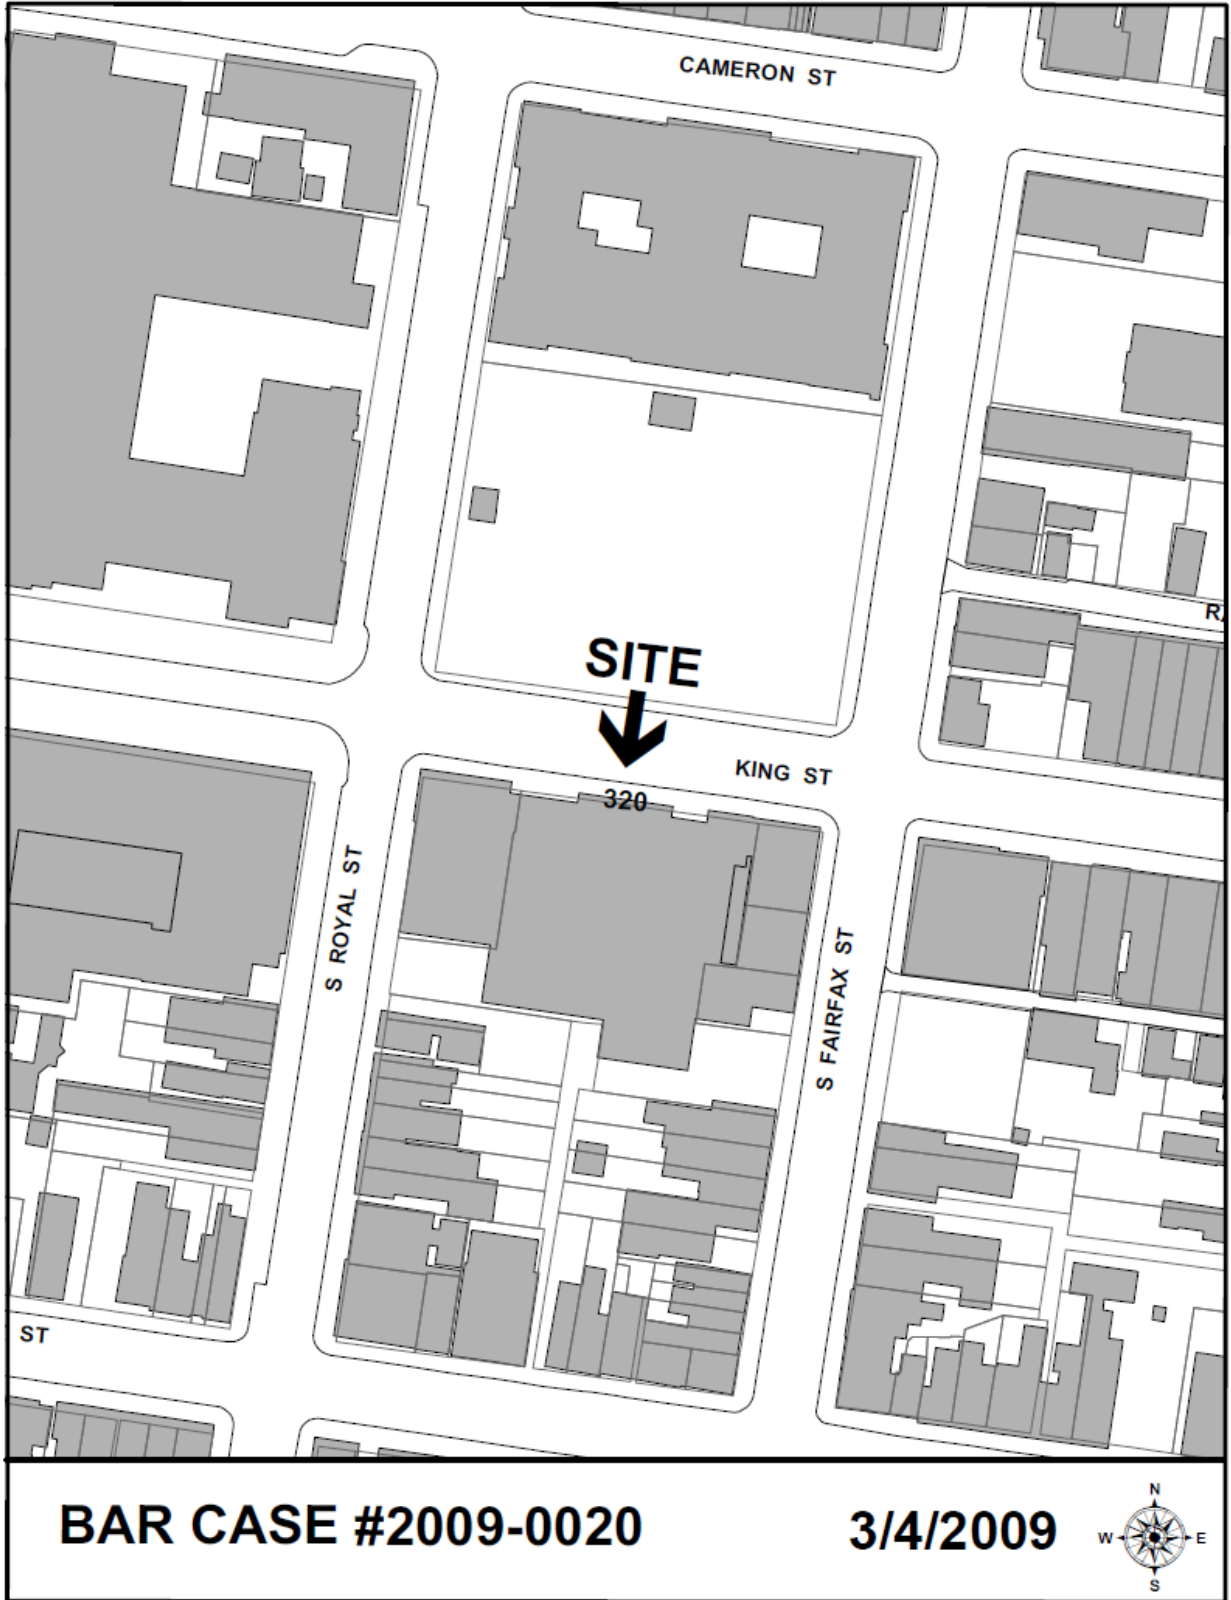 CAMERON ST
R
SITE
KING ST
320
S ROYAL ST
S FAIRFAX ST
ST
BAR CASE #2009-0020
3/4/2009
N
W E
S